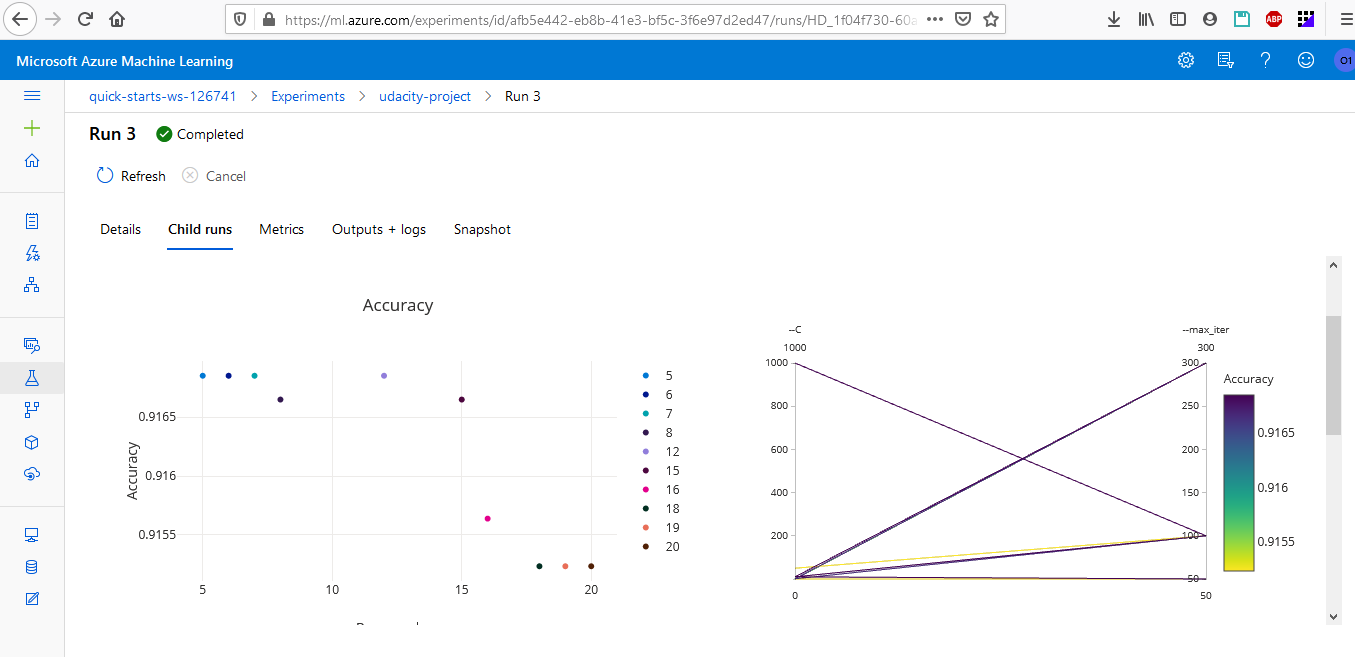 https://ml.azure.com/experiments/id/afb5e442-eb8b-41e3-bf5c-3f6e97d2ed47/runs/HD_1f04f730-60a
ABP
Microsoft Azure Machine Learning
O1
quick-starts-ws-126741 > Experiments > udacity-project > Run 3
Run 3 Completed
Refresh Cancel
Details Child runs Metrics Outputs + logs Snapshot
Accuracy
0.9165
0.916
0.9155
Accuracy
5 10 15 20
5
6
7
8
12
15
16
18
19
20
--C --max_iter
1000 300
1000
800
600
400
200
0
300
250
200
150
100
50
50
Accuracy
0.9165
0.916
0.9155